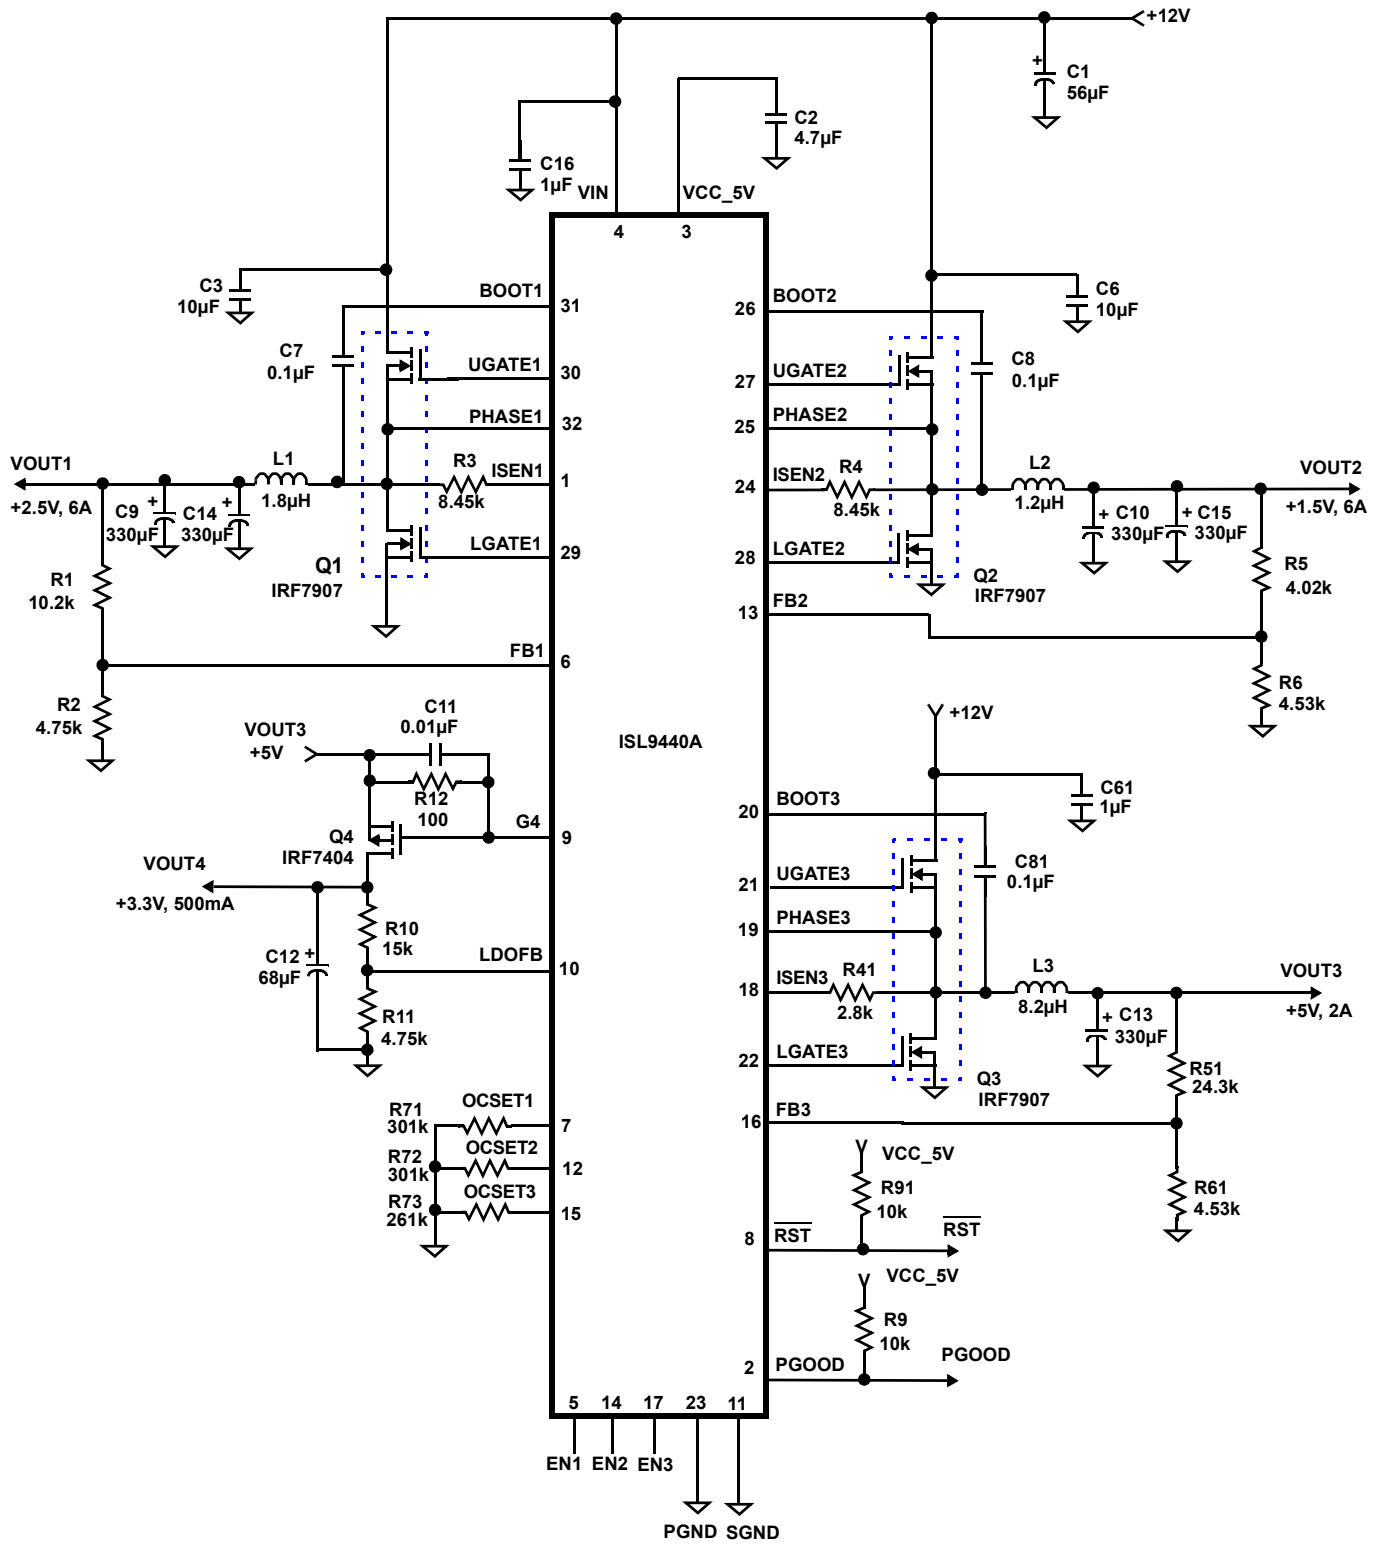 +12V
C1
56µF
C2
4.7µF
C16
1µF
VIN
VCC_5V
4
3
C3
10µF
BOOT1
31
26
BOOT2
C6
10µF
C7
0.1µF
UGATE1
30
27
UGATE2
C8
0.1µF
PHASE1
32
25
PHASE2
VOUT1
+2.5V, 6A
C9
330µF
C14
330µF
L1
1.8µH
R3
8.45k
ISEN1
1
24
ISEN2
R4
8.45k
L2
1.2µH
C10
330µF
C15
330µF
VOUT2
+1.5V, 6A
LGATE1
29
28
LGATE2
Q1
IRF7907
Q2
IRF7907
R1
10.2k
R5
4.02k
13
FB2
FB1
6
R2
4.75k
R6
4.53k
C11
0.01µF
VOUT3
+5V
+12V
ISL9440A
R12
100
C61
1µF
20
BOOT3
G4
9
Q4
IRF7404
VOUT4
+3.3V, 500mA
21
UGATE3
C81
0.1µF
R10
15k
19
PHASE3
LDOFB
10
C12
68µF
18
ISEN3
R41
2.8k
L3
8.2µH
C13
330µF
VOUT3
+5V, 2A
R11
4.75k
22
LGATE3
Q3
IRF7907
R51
24.3k
R71
301k
OCSET1
7
16
FB3
R72
301k
OCSET2
12
VCC_5V
R91
10k
R73
261k
OCSET3
15
R61
4.53k
8
RST
RST
VCC_5V
R9
10k
2
PGOOD
PGOOD
5
14
17
23
11
EN1
EN2
EN3
PGND
SGND